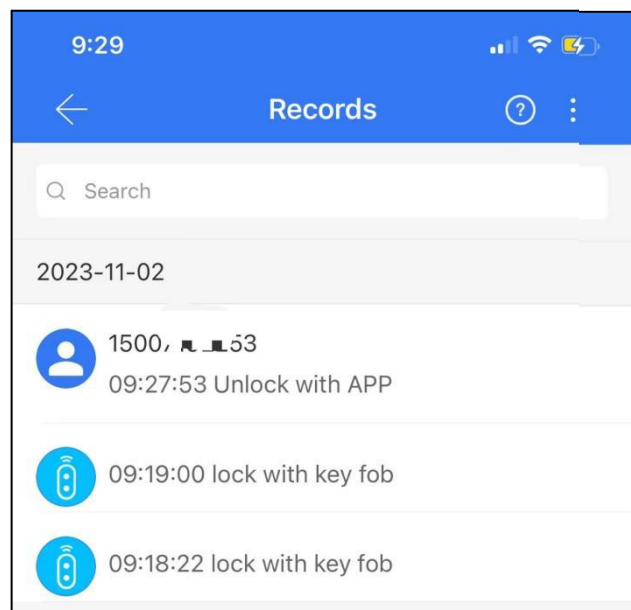 9:29
Records
Search
2023-11-02
09:27:53 Unlock with APP
09:19:00 lock with key fob
09:18:22 lock with key fob